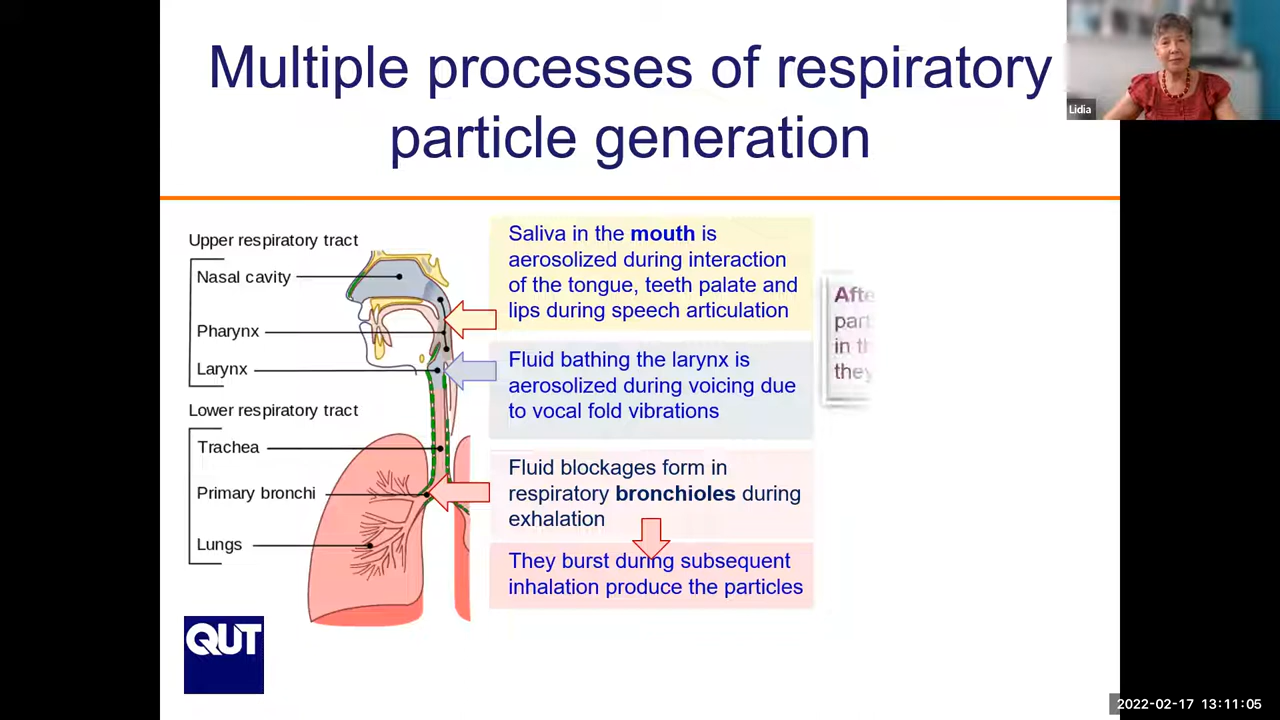 Multiple processes of respiratory
particle generation
Lidia
Upper respiratory tract
Nasal cavity
Pharynx
Larynx
Lower respiratory tract
Trachea
Primary bronchi
Lungs
Saliva in the mouth is
aerosolized during interaction
of the tongue, teeth palate and
lips during speech articulation
Fluid bathing the larynx is
aerosolized during voicing due
to vocal fold vibrations
Fluid blockages form in
respiratory bronchioles during
exhalation
They burst during subsequent
inhalation produce the particles
in
they
QUT
2022-02-17 13:11:05